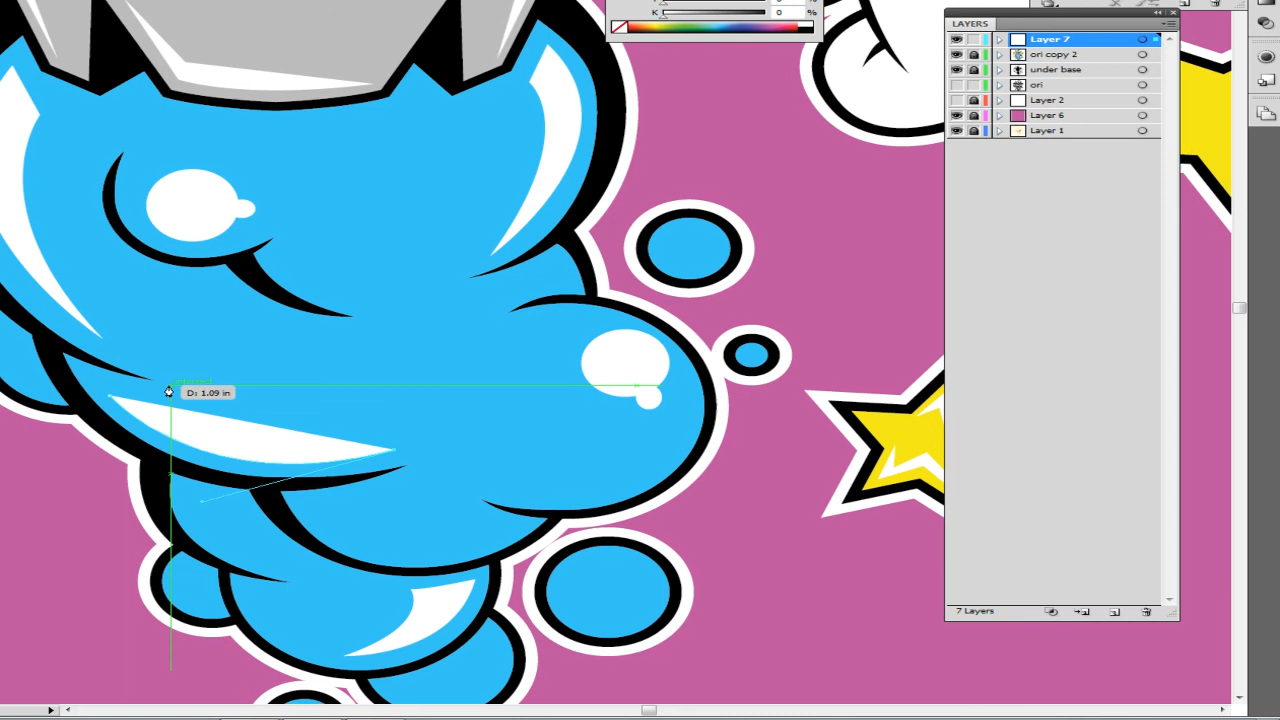 0 %
K 0 %
LAYERS
Layer 7
ori copy 2
under base
ori
Layer 2
Layer 6
Layer 1
D: 1.09 in
7 Layers